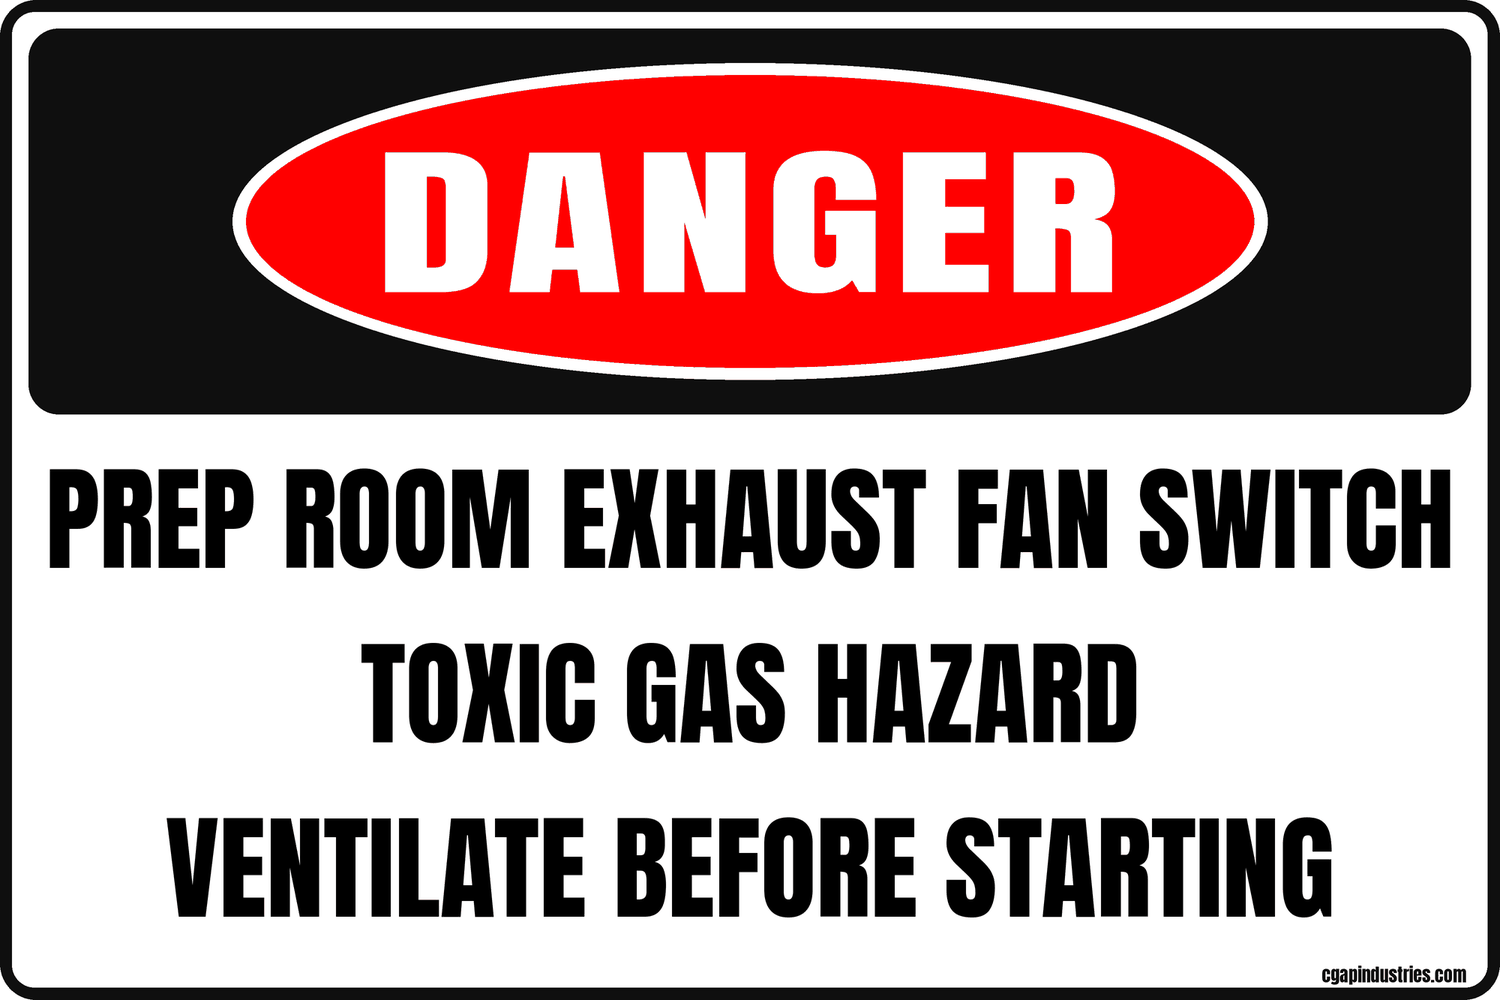 DANGER
PREP ROOM EXHAUST FAN SWITCH
TOXIC GAS HAZARD
VENTILATE BEFORE STARTING
cgapindustries.com